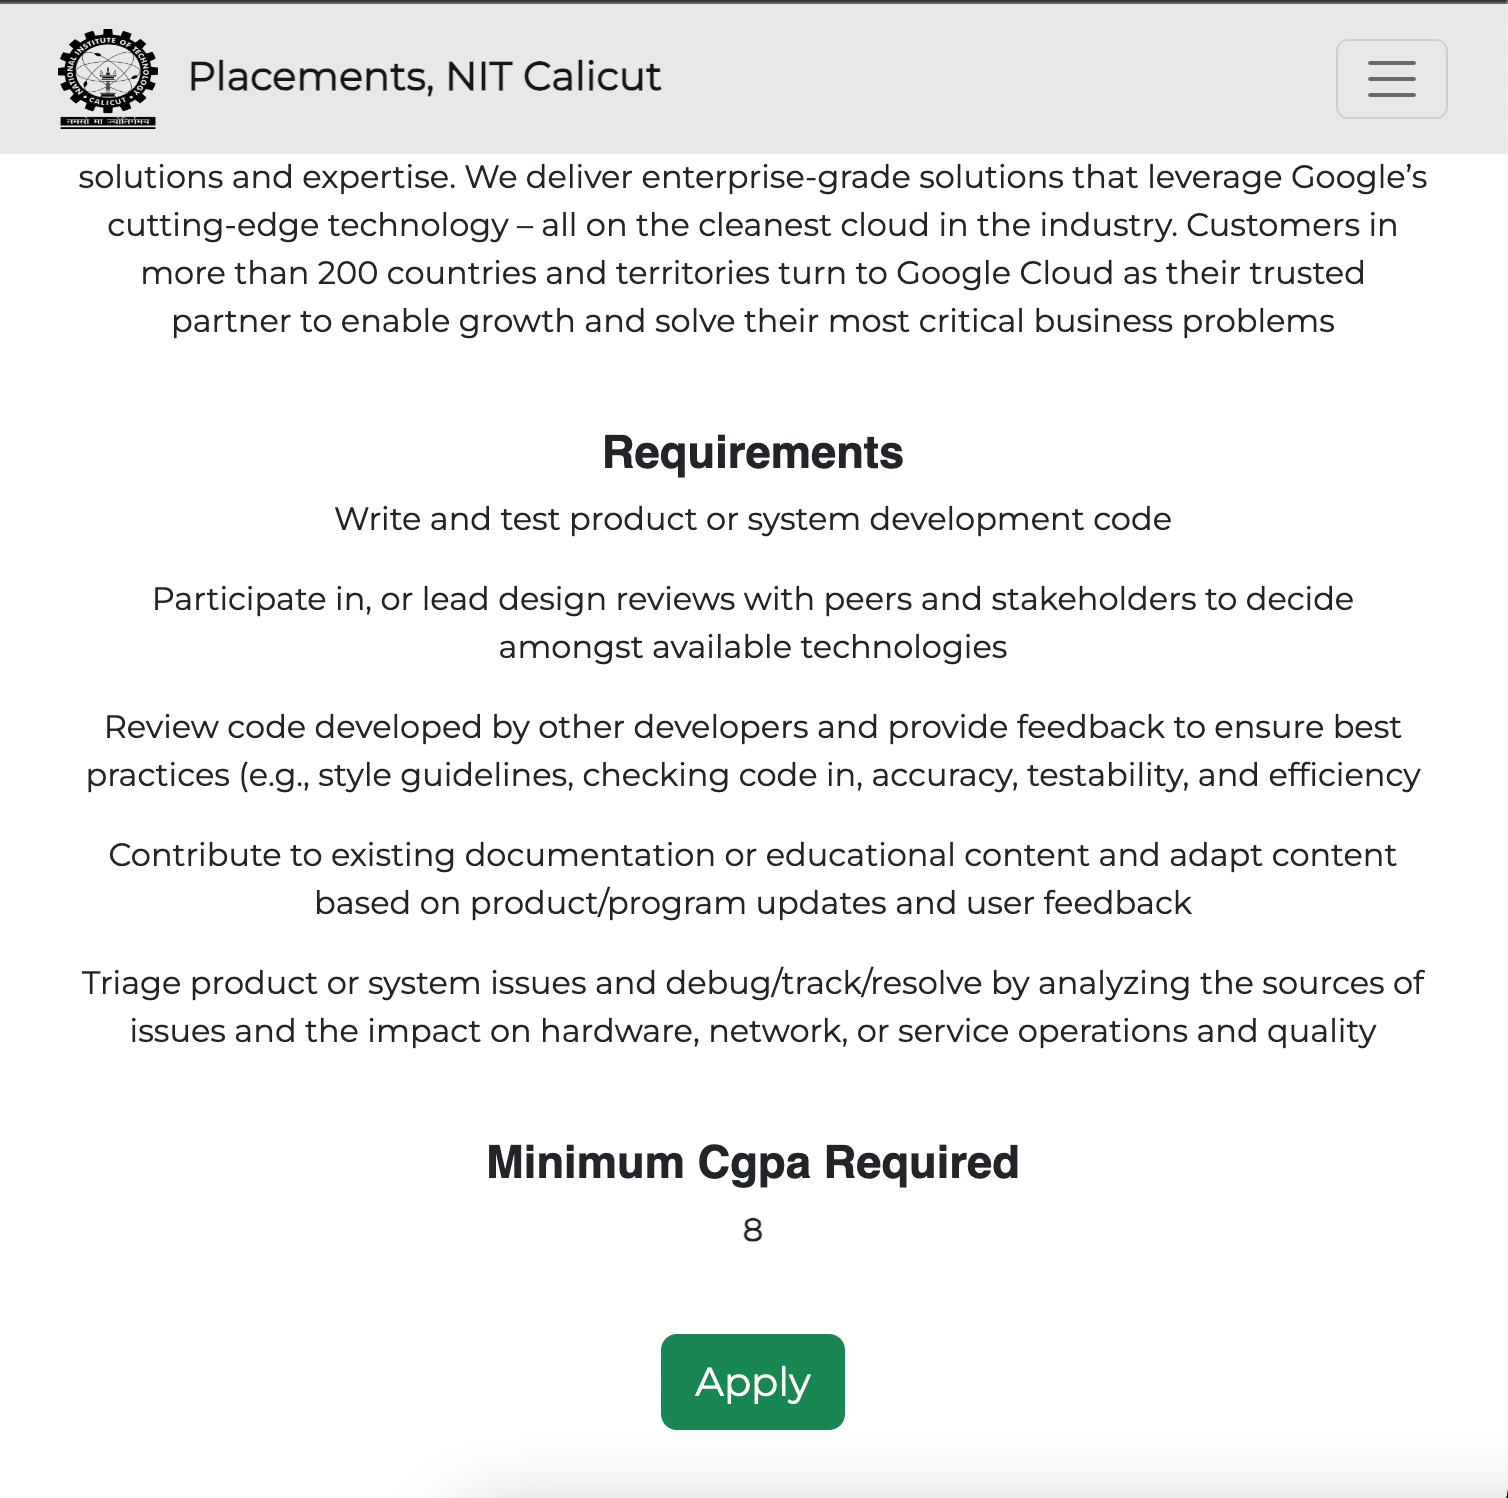 NATIONAL INSTITUTE OF TECHNOLOGY
CALICUT
तमसो मा ज्योतिर्गमय
Placements, NIT Calicut
solutions and expertise. We deliver enterprise-grade solutions that leverage Google’s
cutting-edge technology – all on the cleanest cloud in the industry. Customers in
more than 200 countries and territories turn to Google Cloud as their trusted
partner to enable growth and solve their most critical business problems
Requirements
Write and test product or system development code
Participate in, or lead design reviews with peers and stakeholders to decide
amongst available technologies
Review code developed by other developers and provide feedback to ensure best
practices (e.g., style guidelines, checking code in, accuracy, testability, and efficiency
Contribute to existing documentation or educational content and adapt content
based on product/program updates and user feedback
Triage product or system issues and debug/track/resolve by analyzing the sources of
issues and the impact on hardware, network, or service operations and quality
Minimum Cgpa Required
8
Apply